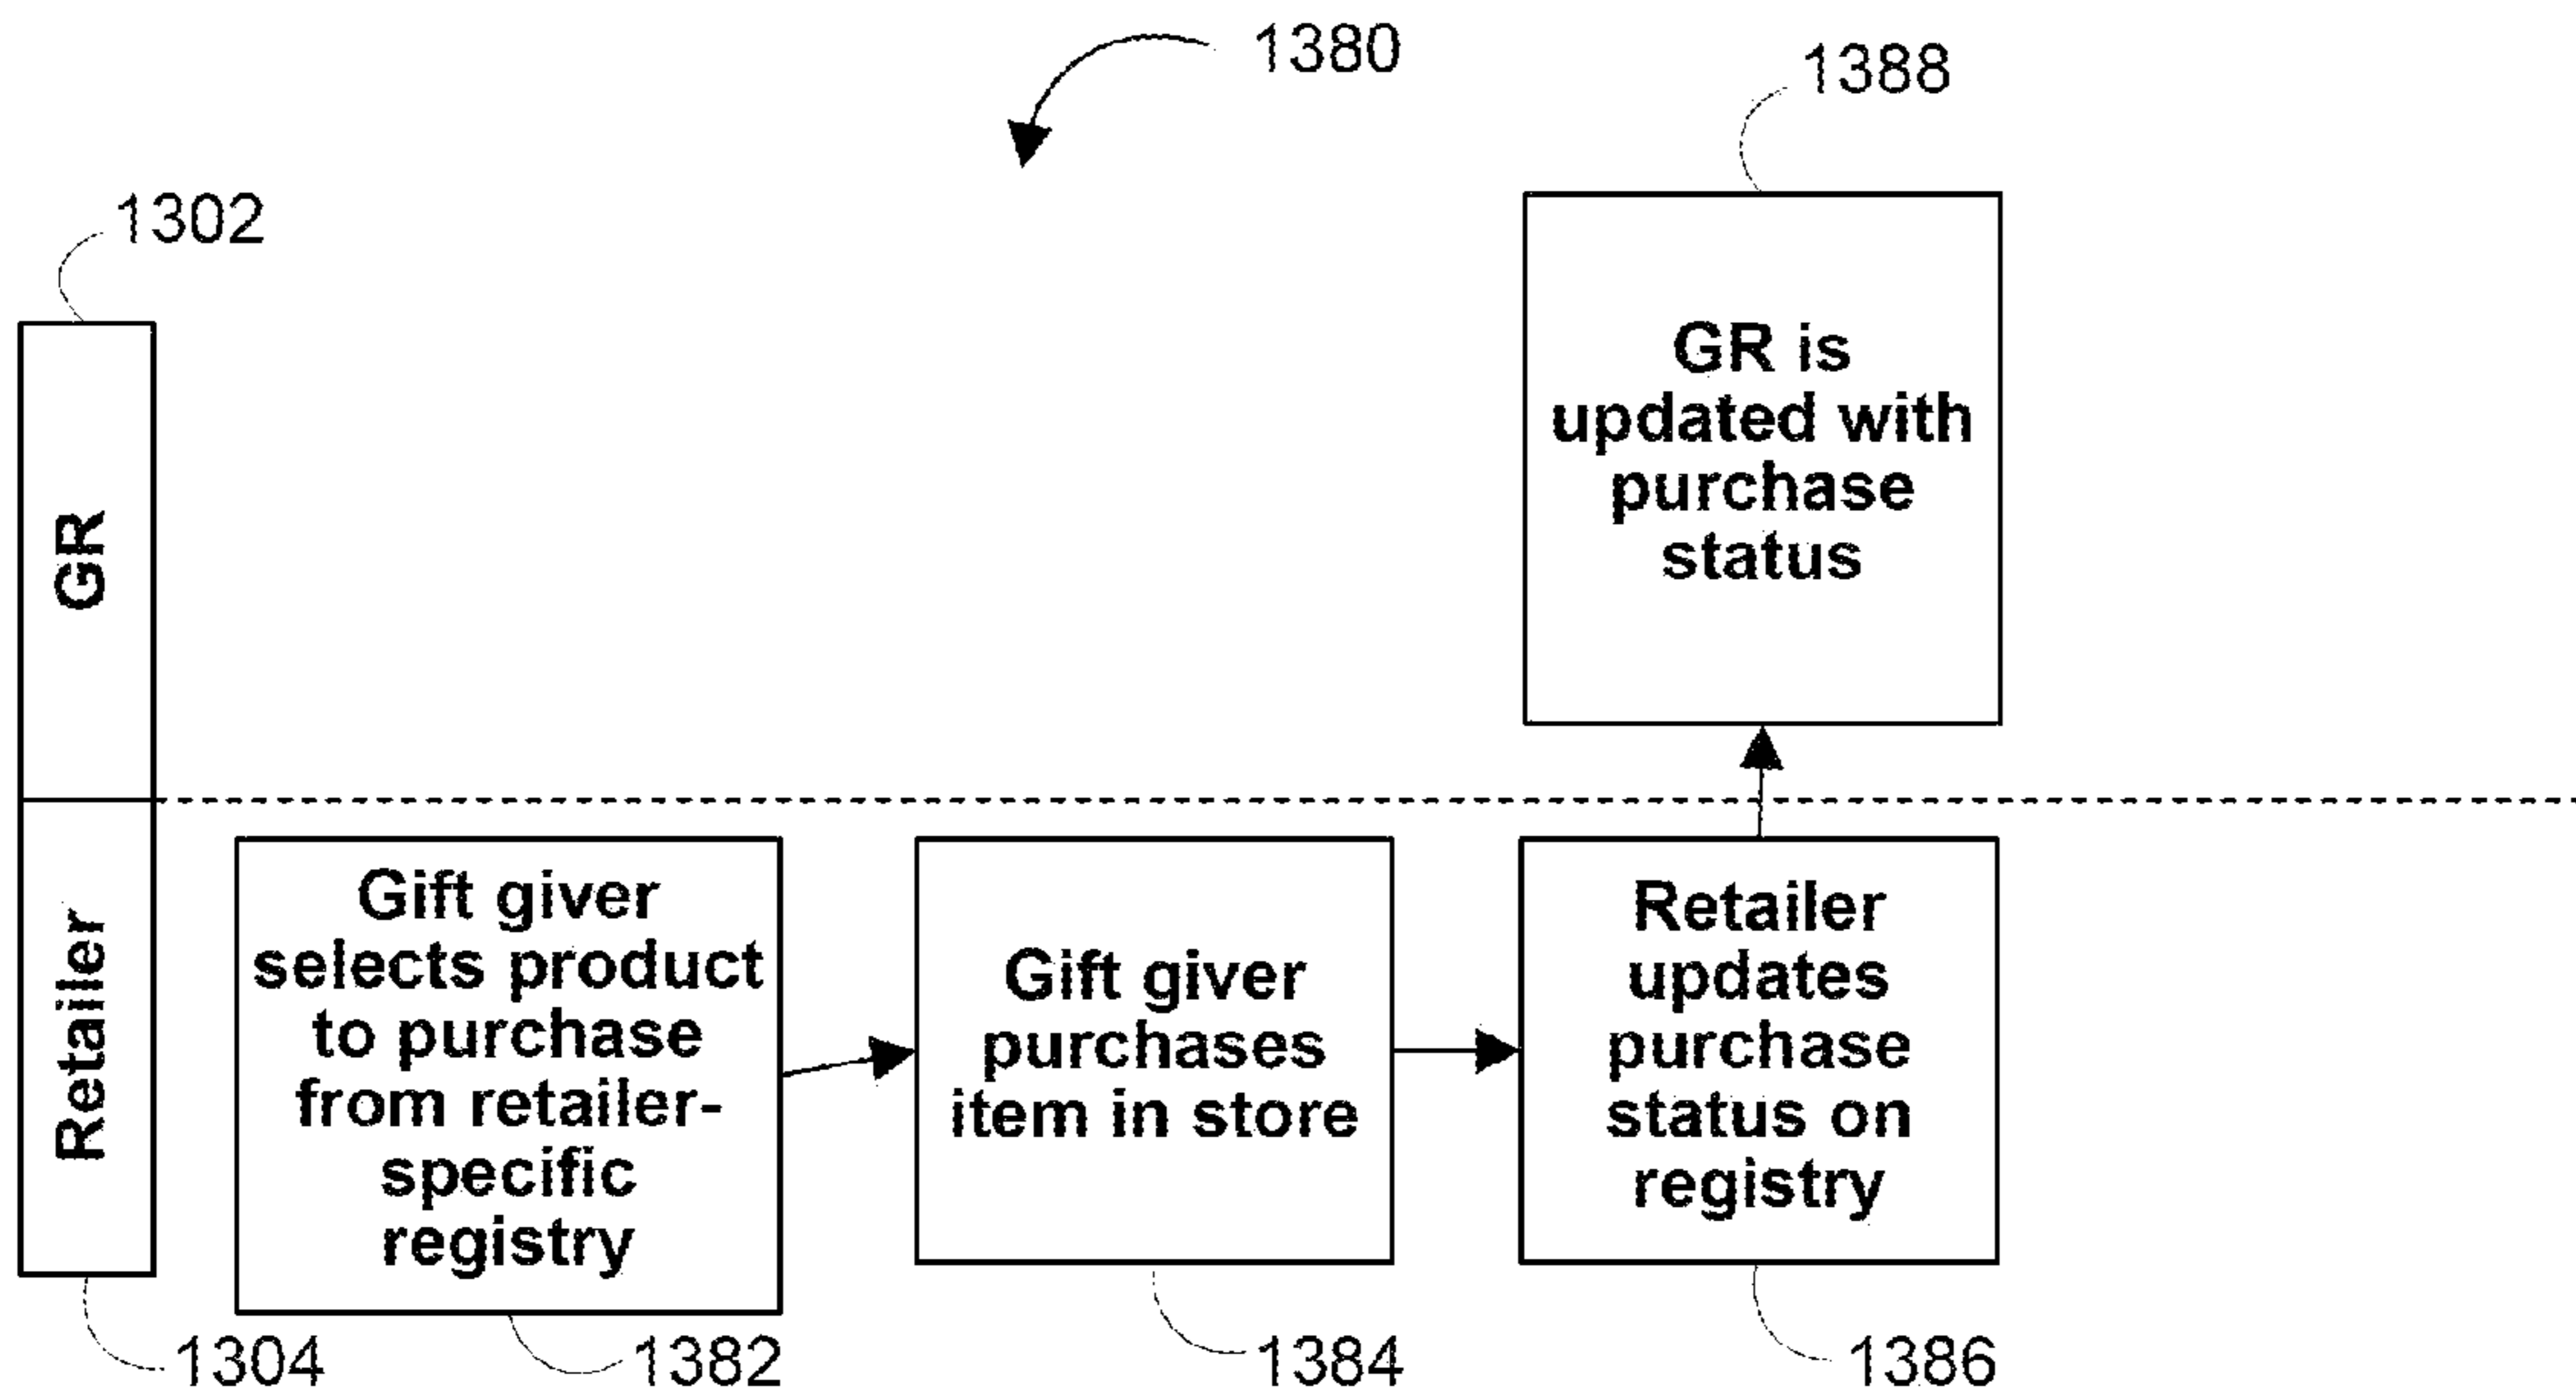 1380
1388
1302
GR
GR is
updated with
purchase
status
Retailer
Gift giver
selects product
to purchase
from retailer-
specific
registry
Gift giver
purchases
item in store
Retailer
updates
purchase
status on
registry
1304
1382
1384
1386